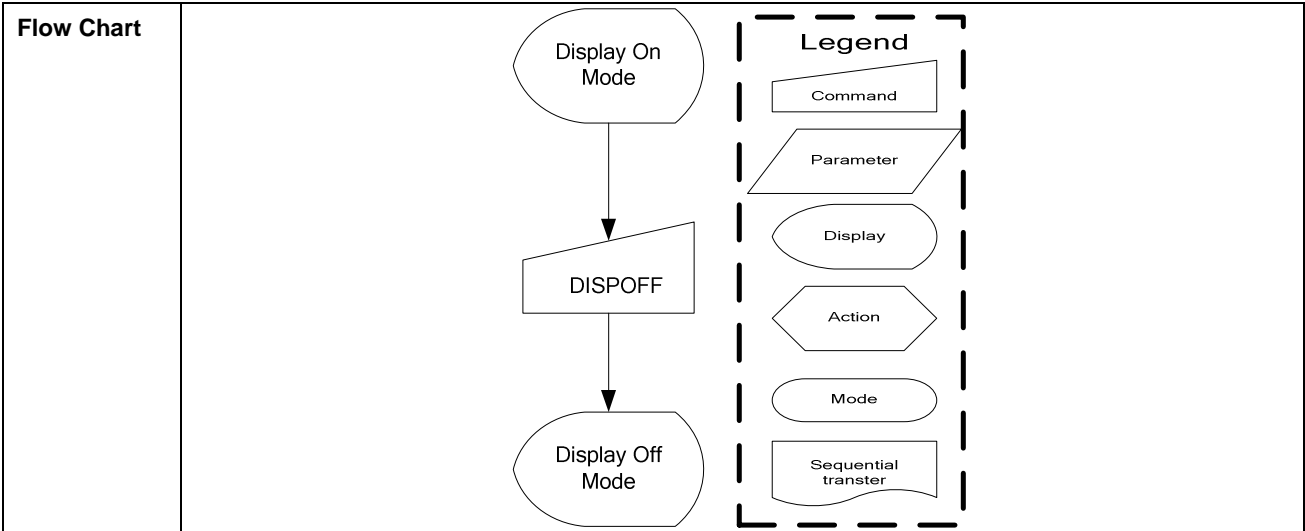 Flow Chart
Display On
Mode
DISPOFF
Display Off
Mode
Legend
Command
Parameter
Display
Action
Mode
Sequential
transter